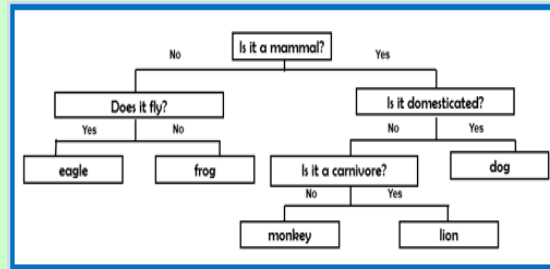 Is it a mammal?
No
Yes
Does it fly?
Is it domesticated?
Yes
No
No
Yes
eagle
frog
Is it a carnivore?
dog
No
Yes
monkey
lion